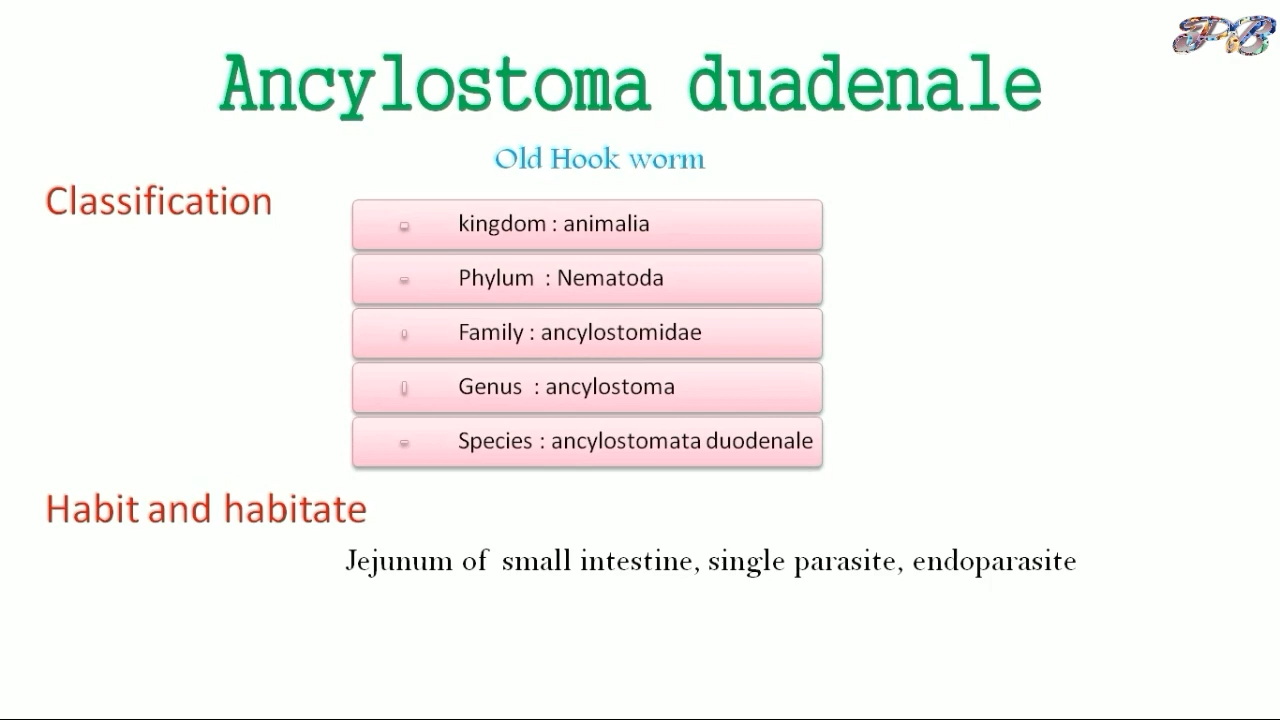 PB
Ancylostoma duadenale
Old Hook worm
Classification
kingdom : animalia
Phylum : Nematoda
Family : ancylostomidae
Genus : ancylostoma
Species : ancylostomata duodenale
Habit and habitate
Jejunum of small intestine, single parasite, endoparasite